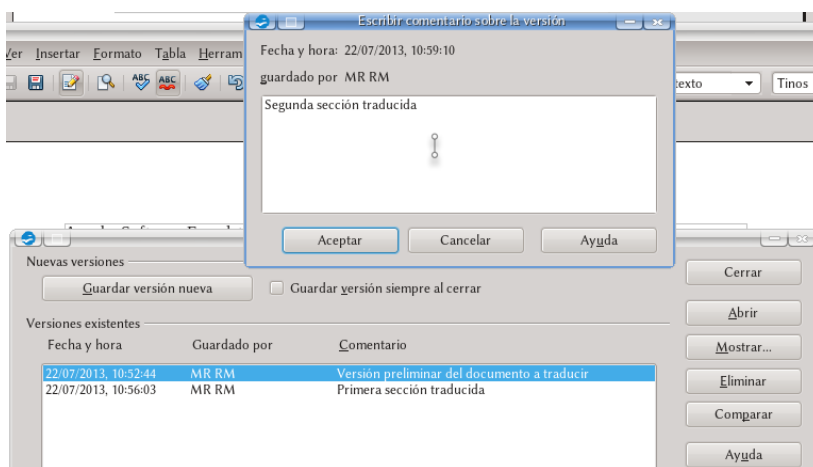 Escribir comentario sobre la versión
Ver Insertar Formato Tabla Herram
Fecha y hora: 22/07/2013, 10:59:10
guardado por MR RM
ABC ABC
texto
Tinos
Segunda sección traducida
Aceptar Cancelar Ayuda
Nuevas versiones
Guardar versión nueva
Guardar versión siempre al cerrar
Cerrar
Abrir
Versiones existentes
Fecha y hora Guardado por Comentario
Mostrar...
22/07/2013, 10:52:44 MR RM Versión preliminar del documento a traducir
22/07/2013, 10:56:03 MR RM Primera sección traducida
Eliminar
Comparar
Ayuda